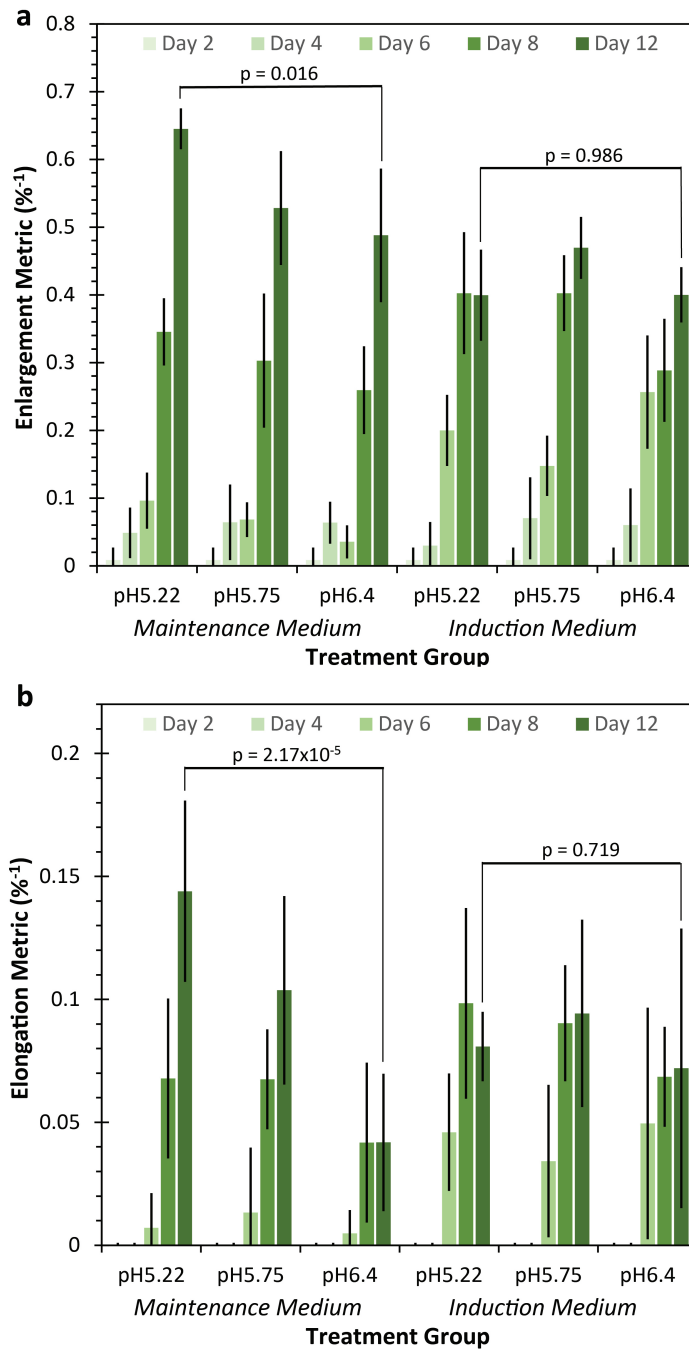 a
Day 2 Day 4 Day 6 Day 8 Day 12
p = 0.016
p = 0.986
Enlargement Metric (%⁻¹)
0.8
0.7
0.6
0.5
0.4
0.3
0.2
0.1
0
pH5.22 pH5.75 pH6.4 pH5.22 pH5.75 pH6.4
Maintenance Medium Induction Medium
Treatment Group
b
Day 2 Day 4 Day 6 Day 8 Day 12
p = 2.17x10⁻⁵
p = 0.719
Elongation Metric (%⁻¹)
0.2
0.15
0.1
0.05
0
pH5.22 pH5.75 pH6.4 pH5.22 pH5.75 pH6.4
Maintenance Medium Induction Medium
Treatment Group